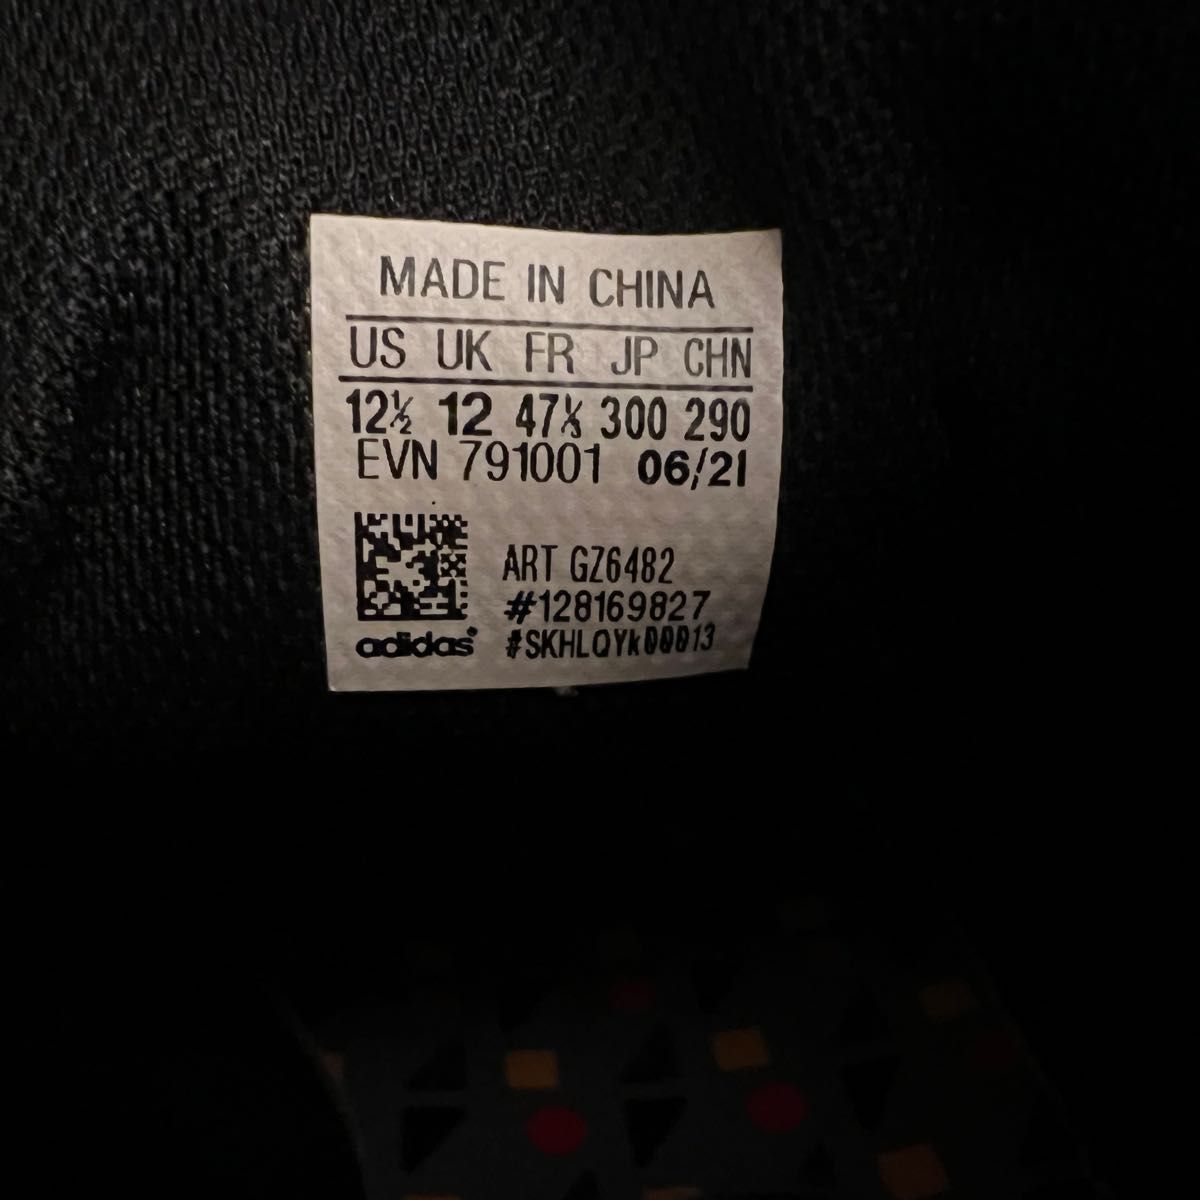 MADE IN CHINA
US UK FR JP CHN
12½ 12 47⅓ 300 290
EVN 791001 06/21
ART GZ6482
#128169827
adidas #SKHLQYk00013